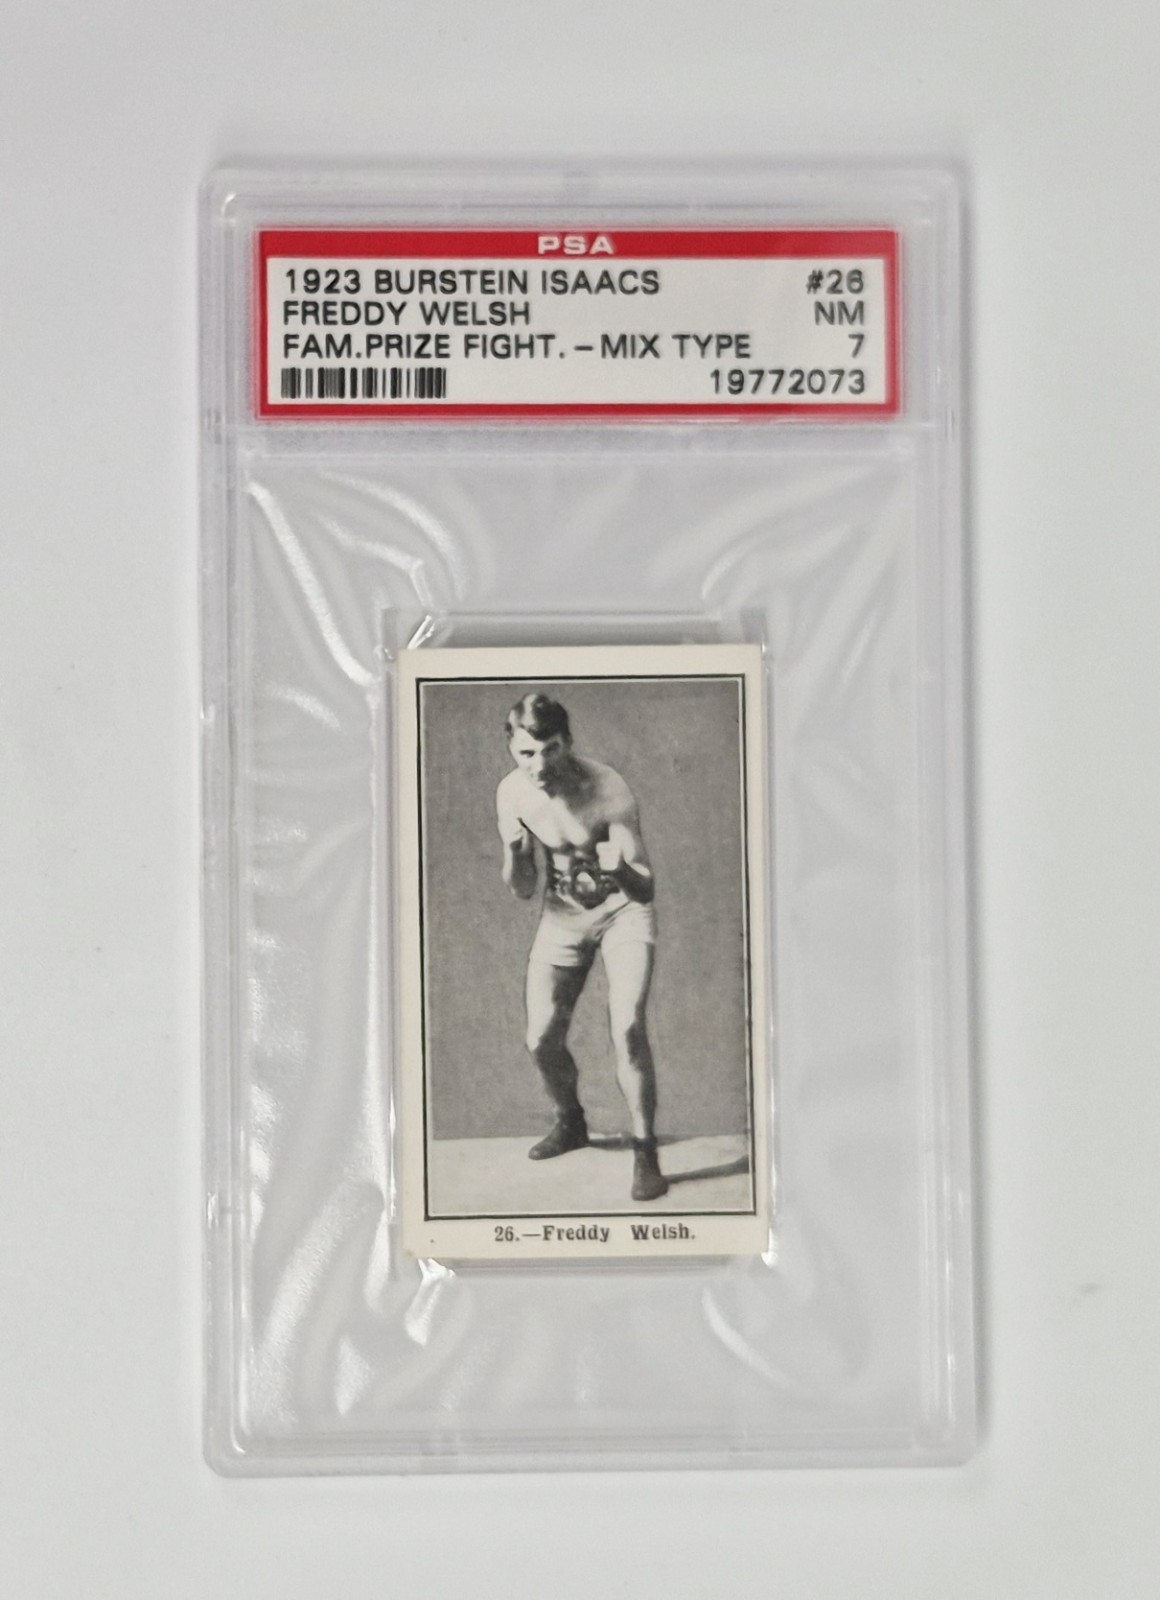 PSA
1923 BURSTEIN ISAACS #26
FREDDY WELSH NM
FAM.PRIZE FIGHT. - MIX TYPE 7
19772073
26.—Freddy Welsh.